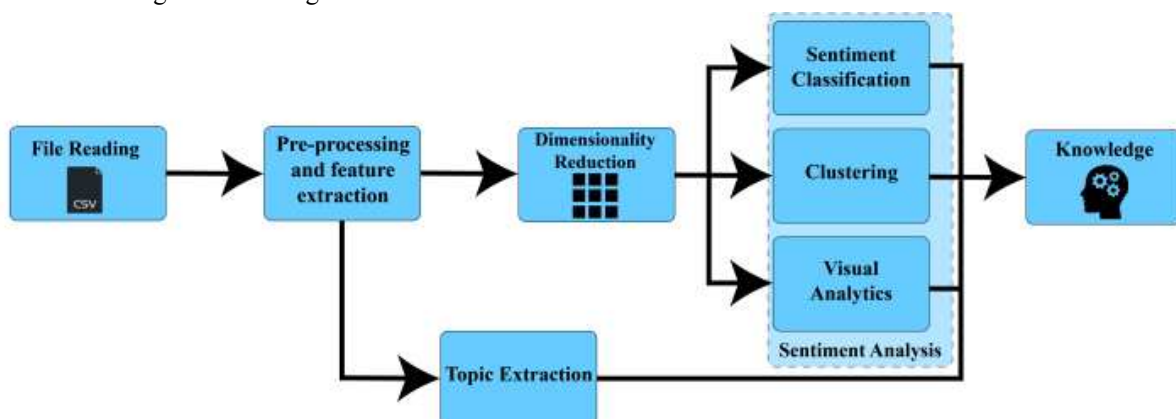 File Reading
CSV
Pre-processing
and feature
extraction
Dimensionality
Reduction
Sentiment
Classification
Clustering
Visual
Analytics
Sentiment Analysis
Knowledge
Topic Extraction